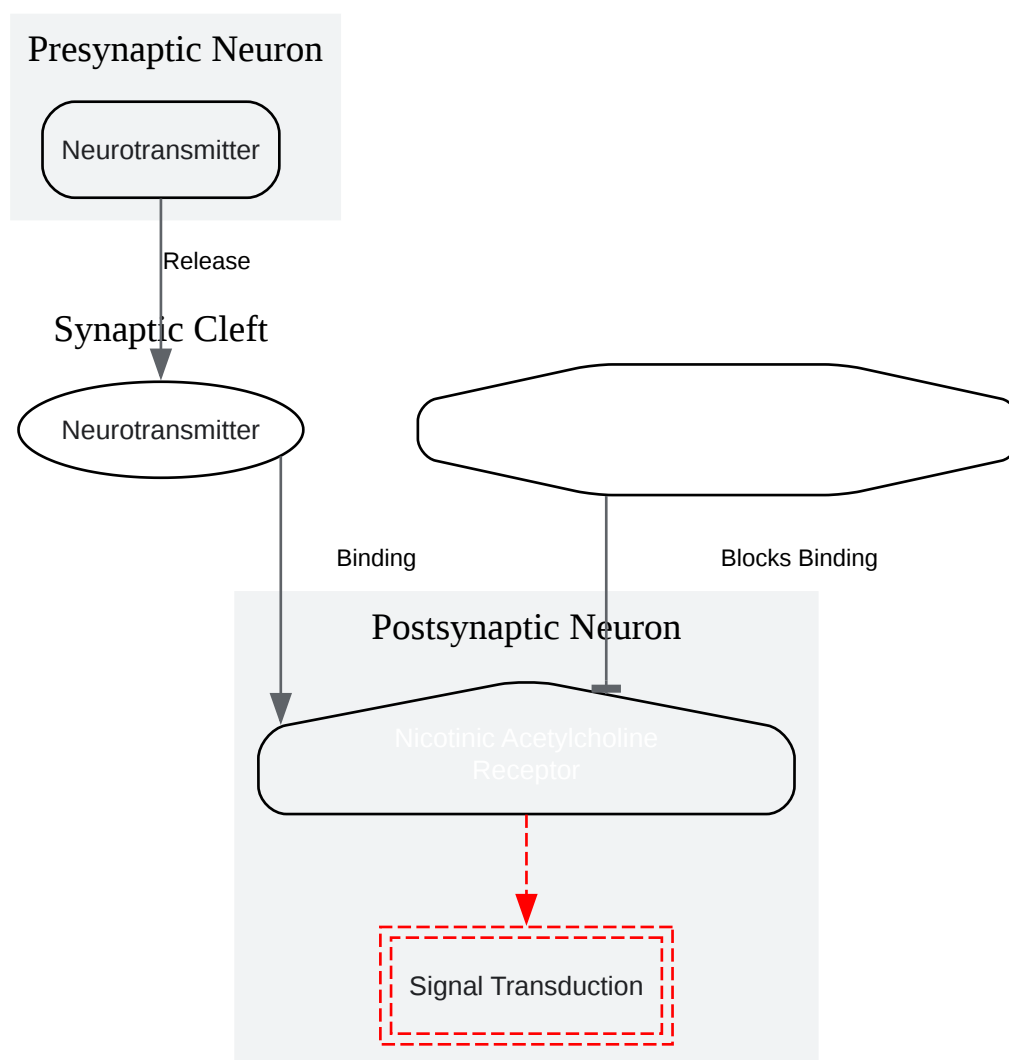 Presynaptic Neuron
Neurotransmitter
Release
Synaptic Cleft
Neurotransmitter
Binding
Blocks Binding
Postsynaptic Neuron
Nicotinic Acetylcholine
Receptor
Signal Transduction